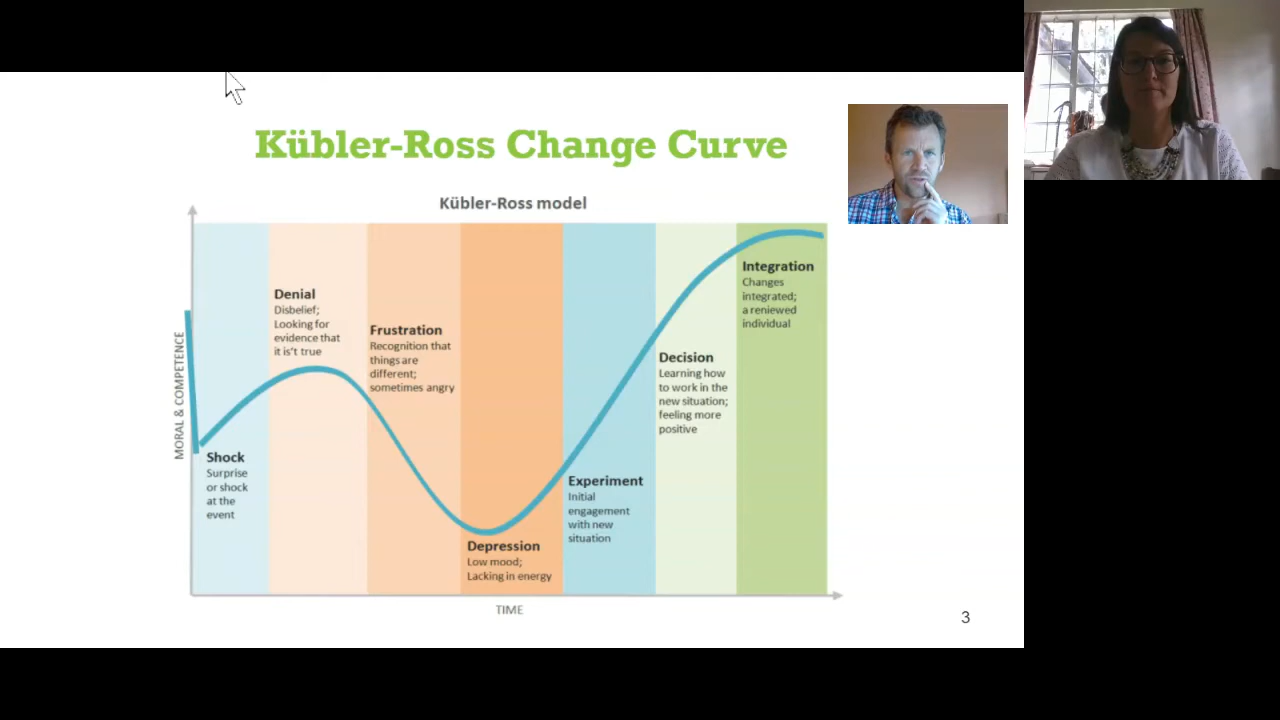 Kübler-Ross Change Curve
Kübler-Ross model
MORAL & COMPETENCE
Shock
Surprise
or shock
at the
event
Denial
Disbelief;
Looking for
evidence that
it is't true
Frustration
Recognition that
things are
different;
sometimes angry
Depression
Low mood;
Lacking in energy
Experiment
Initial
engagement
with new
situation
Decision
Learning how
to work in the
new situation;
feeling more
positive
Integration
Changes
integrated;
a reniewed
individual
TIME
3